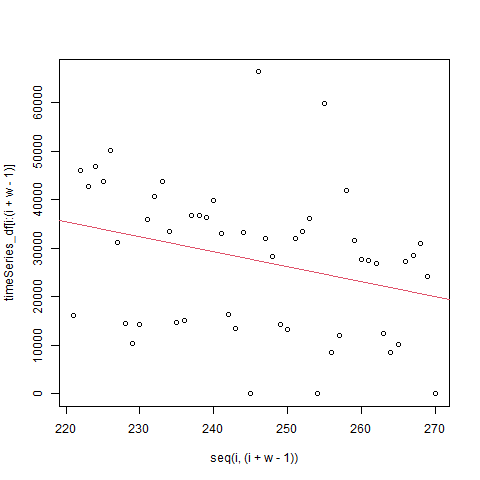 timeSeries_df[i:(i + w - 1)]
60000
50000
40000
30000
20000
10000
0
220 230 240 250 260 270
seq(i, (i + w - 1))